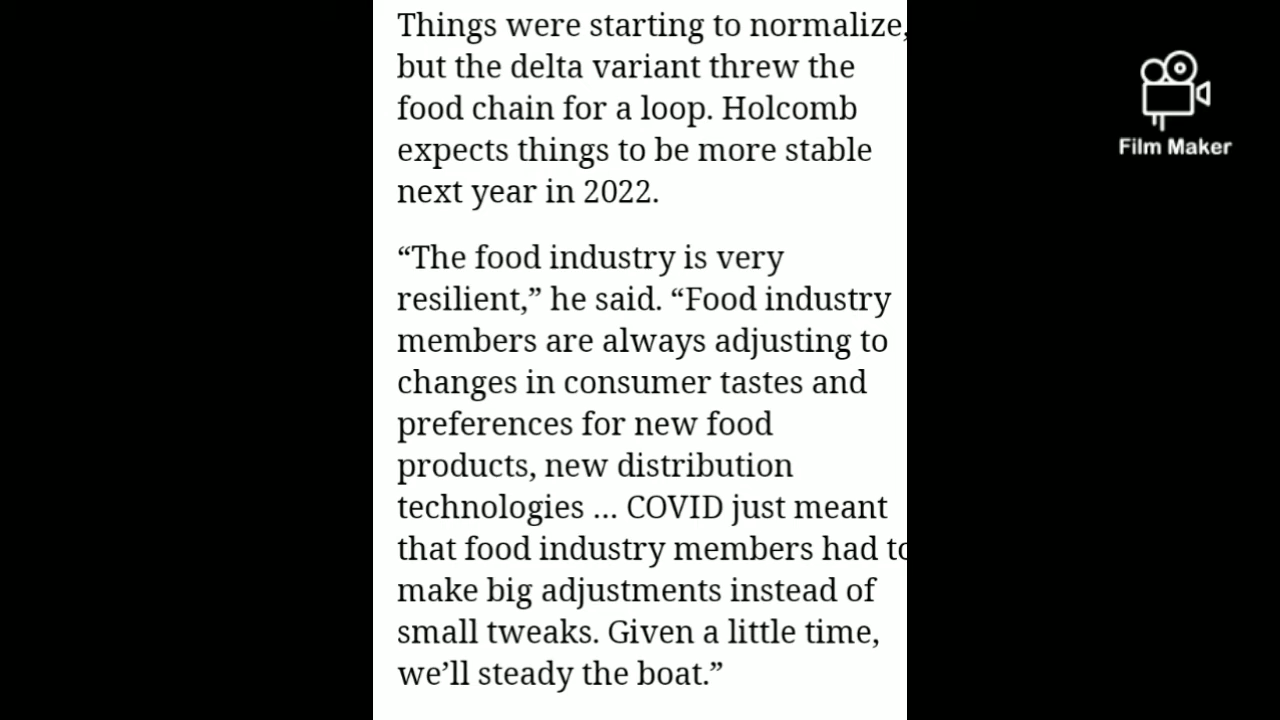 Things were starting to normalize,
but the delta variant threw the
food chain for a loop. Holcomb
expects things to be more stable
next year in 2022.
“The food industry is very
resilient,” he said. “Food industry
members are always adjusting to
changes in consumer tastes and
preferences for new food
products, new distribution
technologies ... COVID just meant
that food industry members had to
make big adjustments instead of
small tweaks. Given a little time,
we’ll steady the boat.”
Film Maker